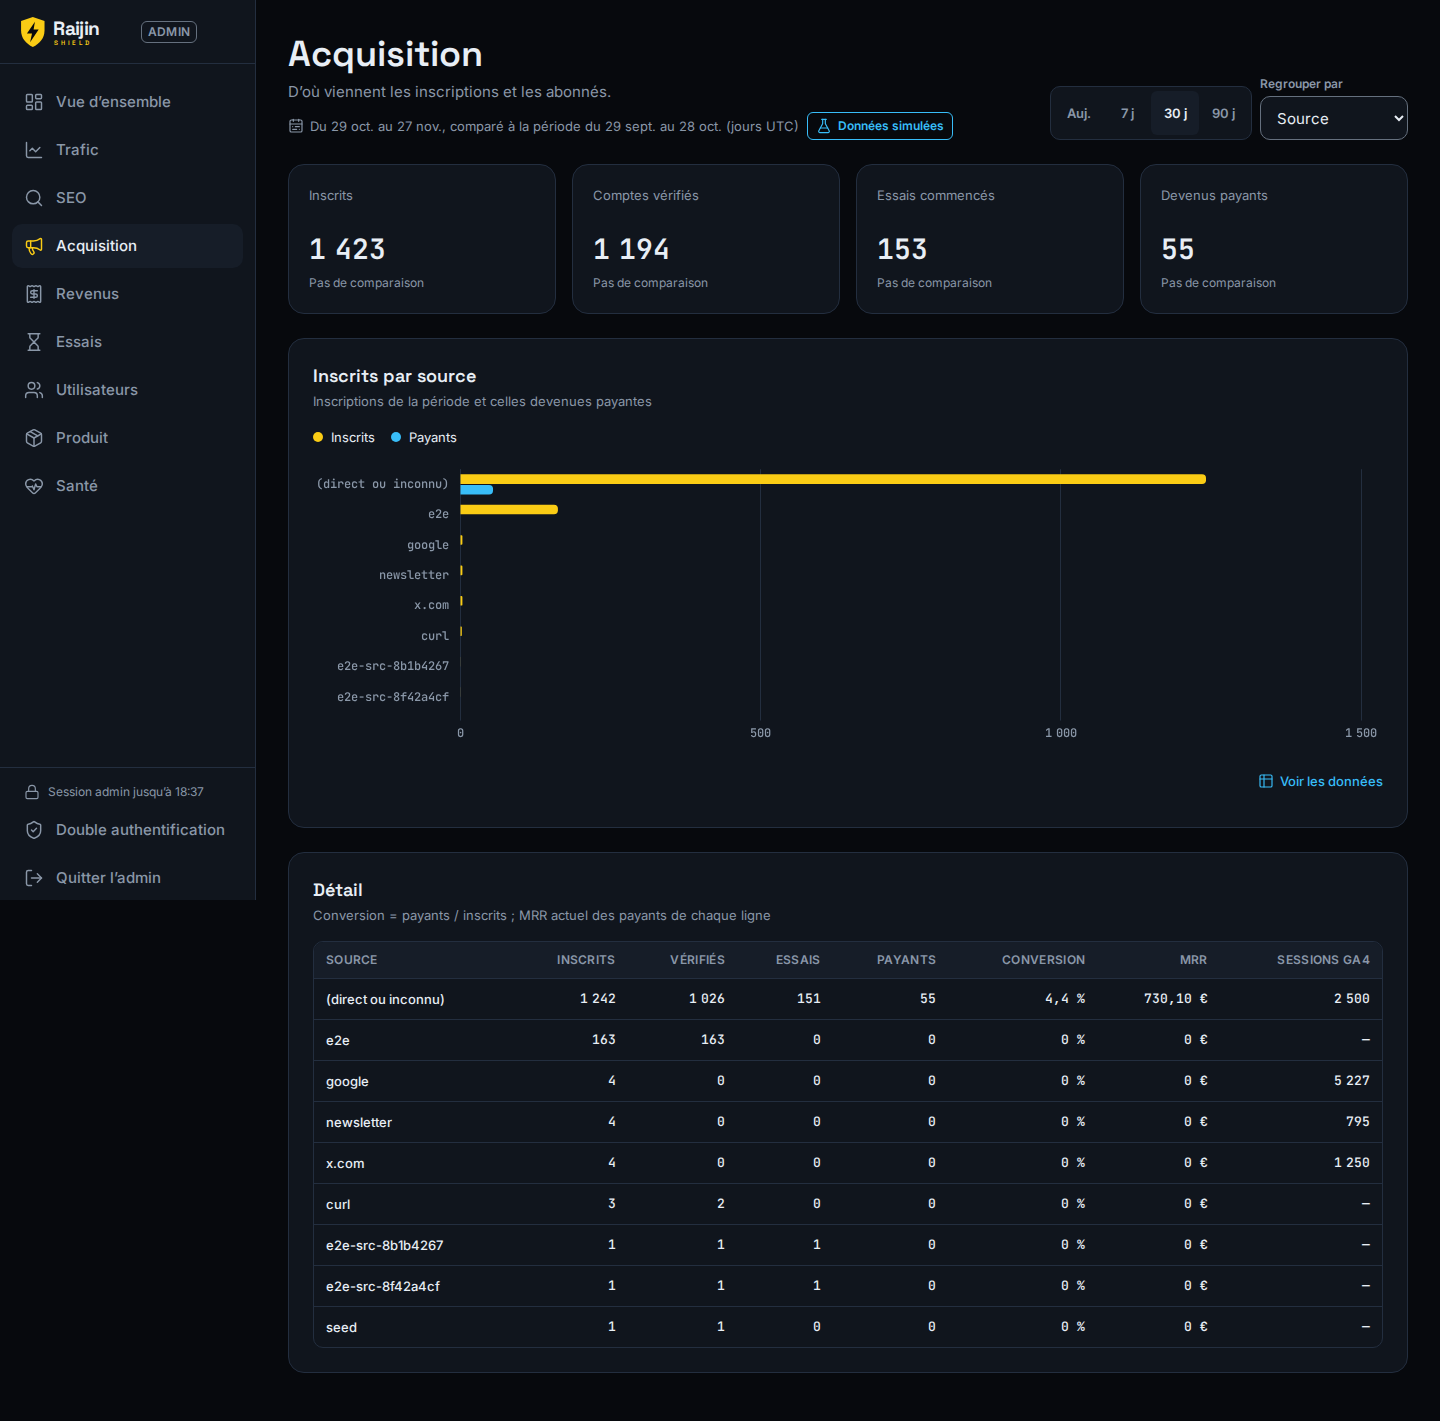 Raijin
SHIELD
ADMIN
Vue d’ensemble
Trafic
SEO
Acquisition
Revenus
Essais
Utilisateurs
Produit
Santé
Session admin jusqu’à 18:37
Double authentification
Quitter l’admin
Acquisition
D’où viennent les inscriptions et les abonnés.
Du 29 oct. au 27 nov., comparé à la période du 29 sept. au 28 oct. (jours UTC)
Données simulées
Auj. 7 j 30 j 90 j
Regrouper par
Source
Inscrits
1 423
Pas de comparaison
Comptes vérifiés
1 194
Pas de comparaison
Essais commencés
153
Pas de comparaison
Devenus payants
55
Pas de comparaison
Inscrits par source
Inscriptions de la période et celles devenues payantes
Inscrits Payants
(direct ou inconnu)
e2e
google
newsletter
x.com
curl
e2e-src-8b1b4267
e2e-src-8f42a4cf
0 500 1 000 1 500
Voir les données
Détail
Conversion = payants / inscrits ; MRR actuel des payants de chaque ligne
SOURCE INSCRITS VÉRIFIÉS ESSAIS PAYANTS CONVERSION MRR SESSIONS GA4
(direct ou inconnu) 1 242 1 026 151 55 4,4 % 730,10 € 2 500
e2e 163 163 0 0 0 % 0 € —
google 4 0 0 0 0 % 0 € 5 227
newsletter 4 0 0 0 0 % 0 € 795
x.com 4 0 0 0 0 % 0 € 1 250
curl 3 2 0 0 0 % 0 € —
e2e-src-8b1b4267 1 1 1 0 0 % 0 € —
e2e-src-8f42a4cf 1 1 1 0 0 % 0 € —
seed 1 1 0 0 0 % 0 € —